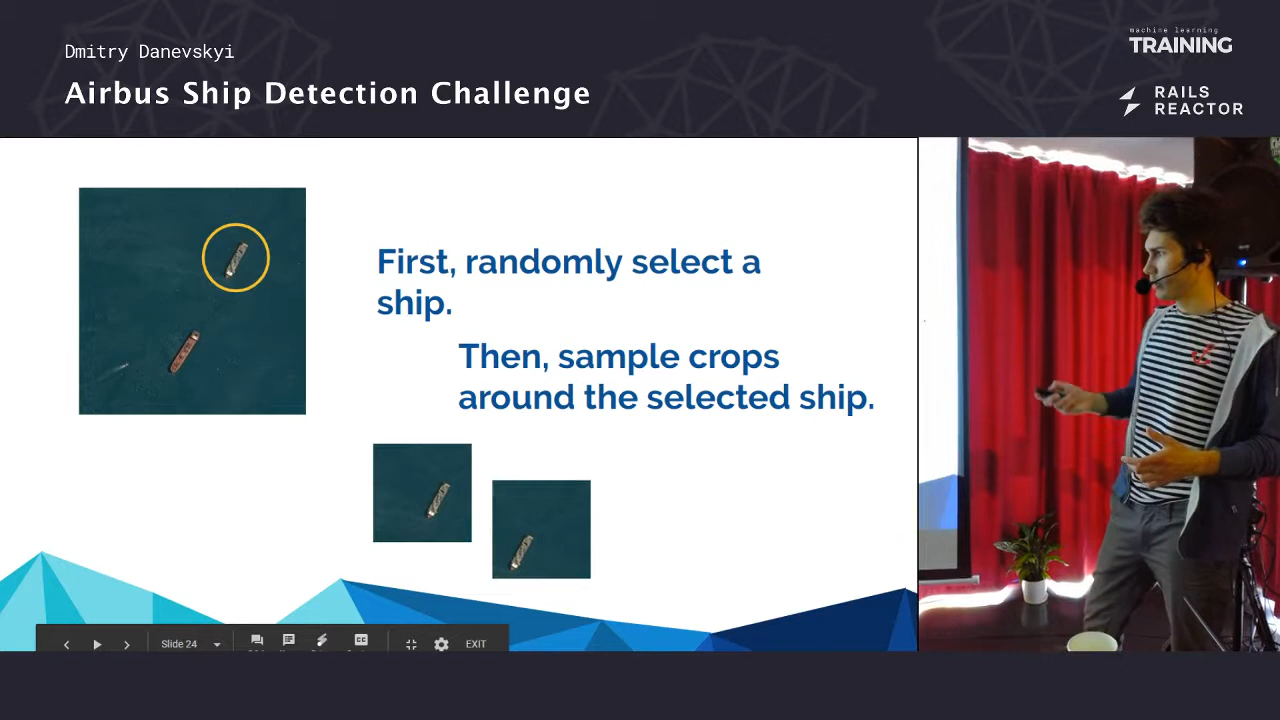 Dmitry Danevskyi
Airbus Ship Detection Challenge
machine learning
TRAINING
RAILS
REACTOR
First, randomly select a
ship.
Then, sample crops
around the selected ship.
Slide 24
CC
EXIT